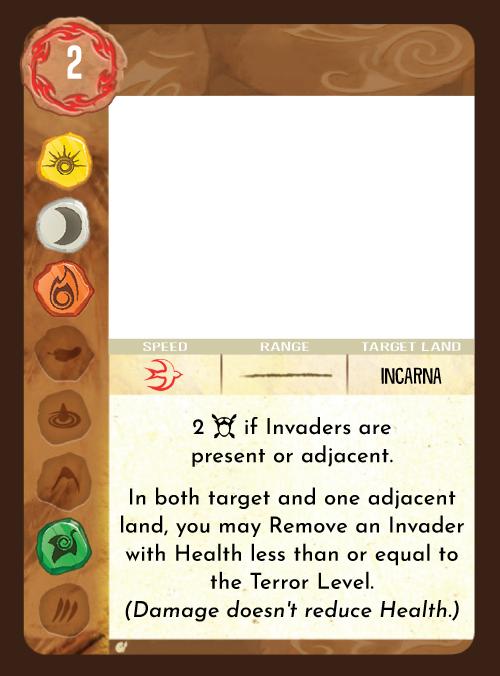 2
SPEED RANGE TARGET LAND
INCARNA
2 if Invaders are
present or adjacent.
In both target and one adjacent
land, you may Remove an Invader
with Health less than or equal to
the Terror Level.
(Damage doesn't reduce Health.)